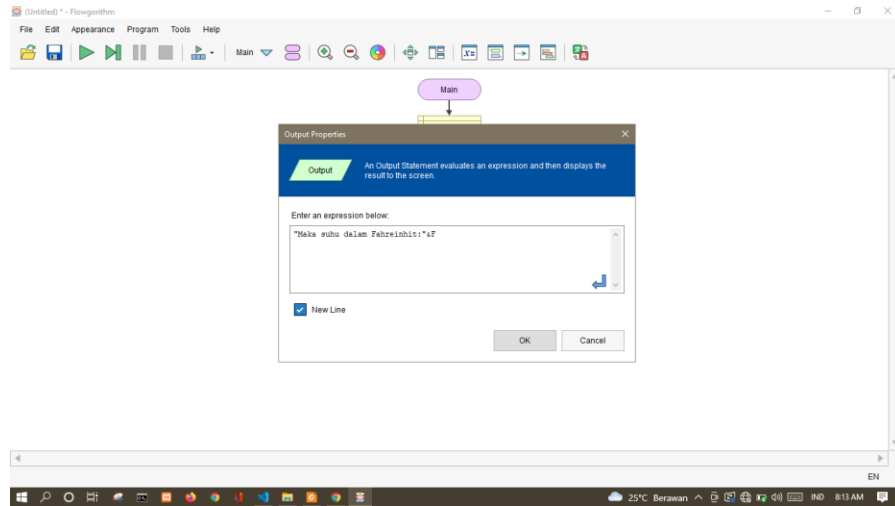 (Untitled) * - Flowgorithm
File Edit Appearance Program Tools Help
Main
Main
Output Properties
Output
An Output Statement evaluates an expression and then displays the
result to the screen.
Enter an expression below:
"Maka suhu dalam Fahreinhit:"&F
New Line
OK Cancel
EN
25°C Berawan IND 8:13 AM